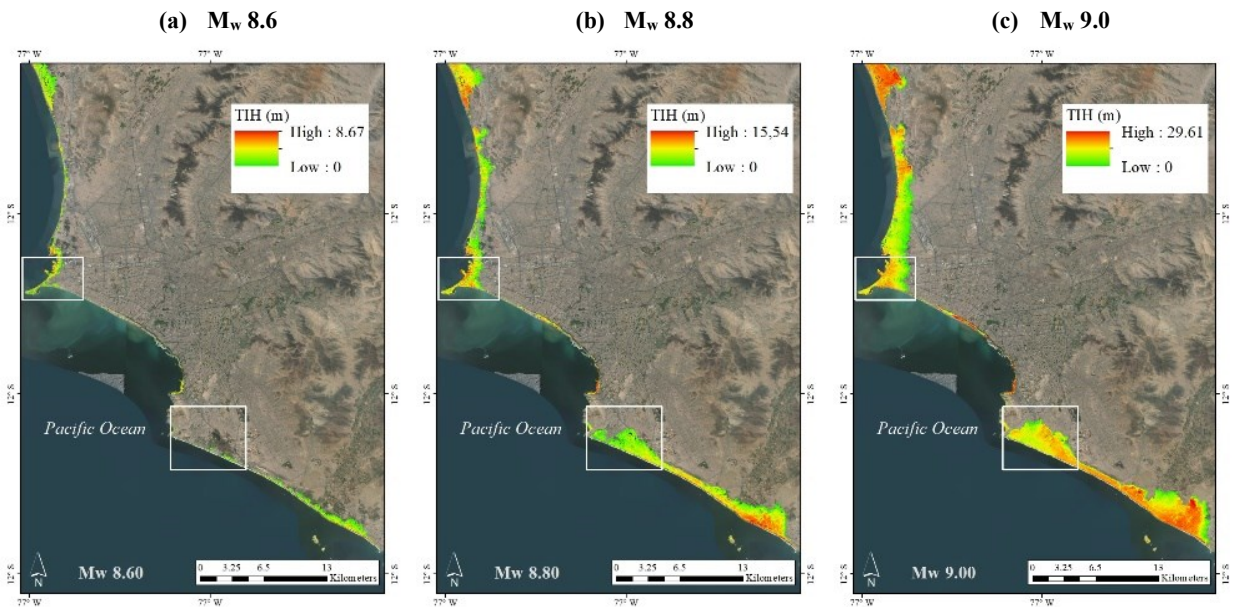 (a) Mw 8.6
(b) Mw 8.8
(c) Mw 9.0
77° W 77° W
TIH (m)
High : 8.67
Low : 0
12° S
12° S
12° S
Pacific Ocean
N
Mw 8.60
0 3.25 6.5 13
Kilometers
77° W 77° W
77° W 77° W
TIH (m)
High : 15,54
Low : 0
12° S
12° S
12° S
Pacific Ocean
N
Mw 8.80
0 3.25 6.5 13
Kilometers
77° W 77° W
77° W 77° W
TIH (m)
High : 29.61
Low : 0
12° S
12° S
12° S
Pacific Ocean
N
Mw 9.00
0 3.25 6.5 13
Kilometers
77° W 77° W